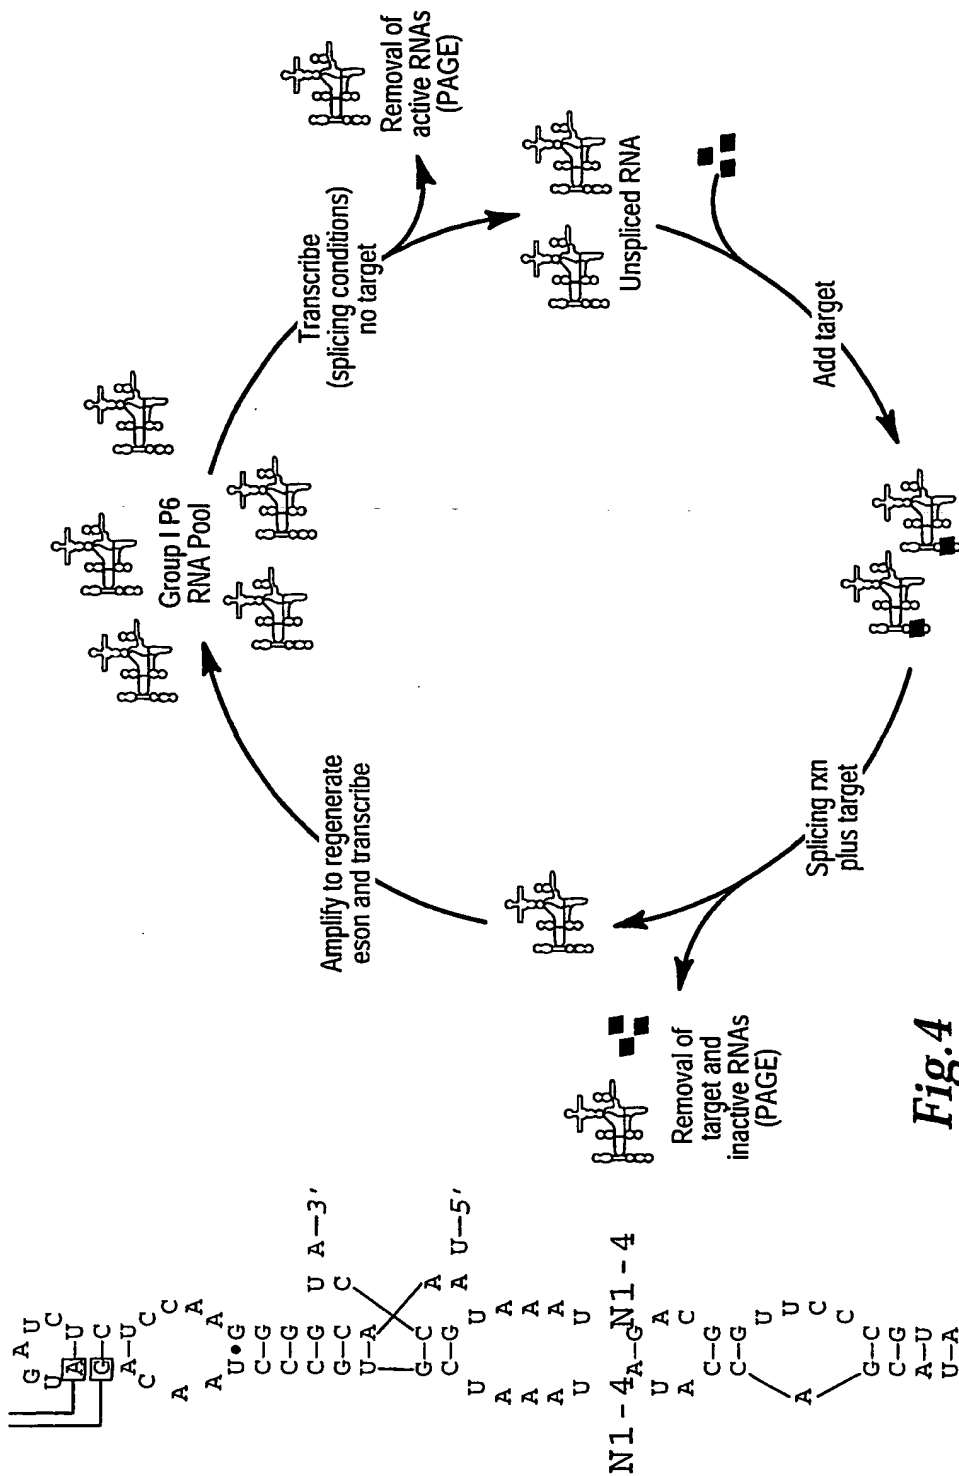 G A U
U C
A–U
G–C
A–U
C C
A C
A A
A A
U•G
C–G
C–G
C–G
C–G U A–3'
G–C C
U–A
G–C A
C–G A U–5'
U U
A A
A A
A A
U U
N1-4 N1-4
A–G
U A
A C
C–G
C–G
U
U
A C
C
G–C
C–G
A–U
U–A
Group I P6
RNA Pool
Transcribe
(splicing conditions)
no target
Removal of
active RNAs
(PAGE)
Unspliced RNA
Add target
Splicing rxn
plus target
Removal of
target and
inactive RNAs
(PAGE)
Amplify to regenerate
eson and transcribe
Fig.4